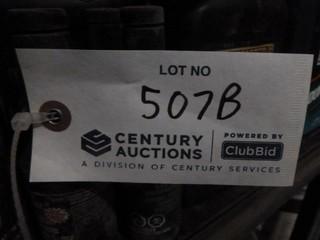 LOT NO
507B
CENTURY AUCTIONS
POWERED BY ClubBid
A DIVISION OF CENTURY SERVICES